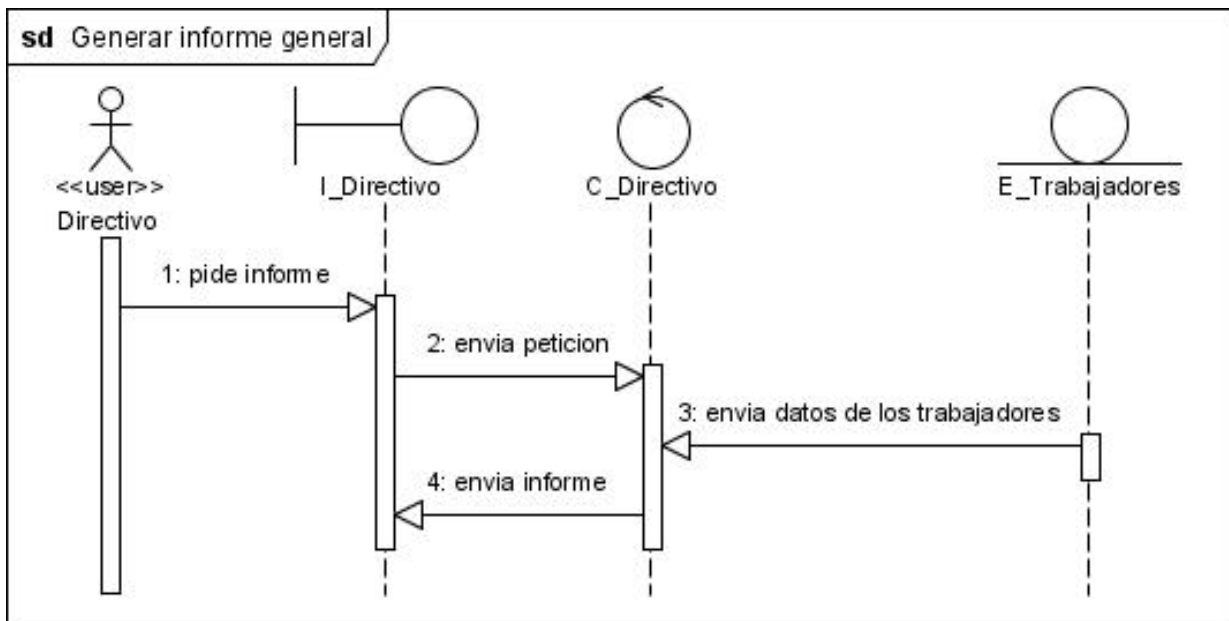 sd Generar informe general
<<user>>
Directivo
I_Directivo
C_Directivo
E_Trabajadores
1: pide informe
2: envia peticion
3: envia datos de los trabajadores
4: envia informe